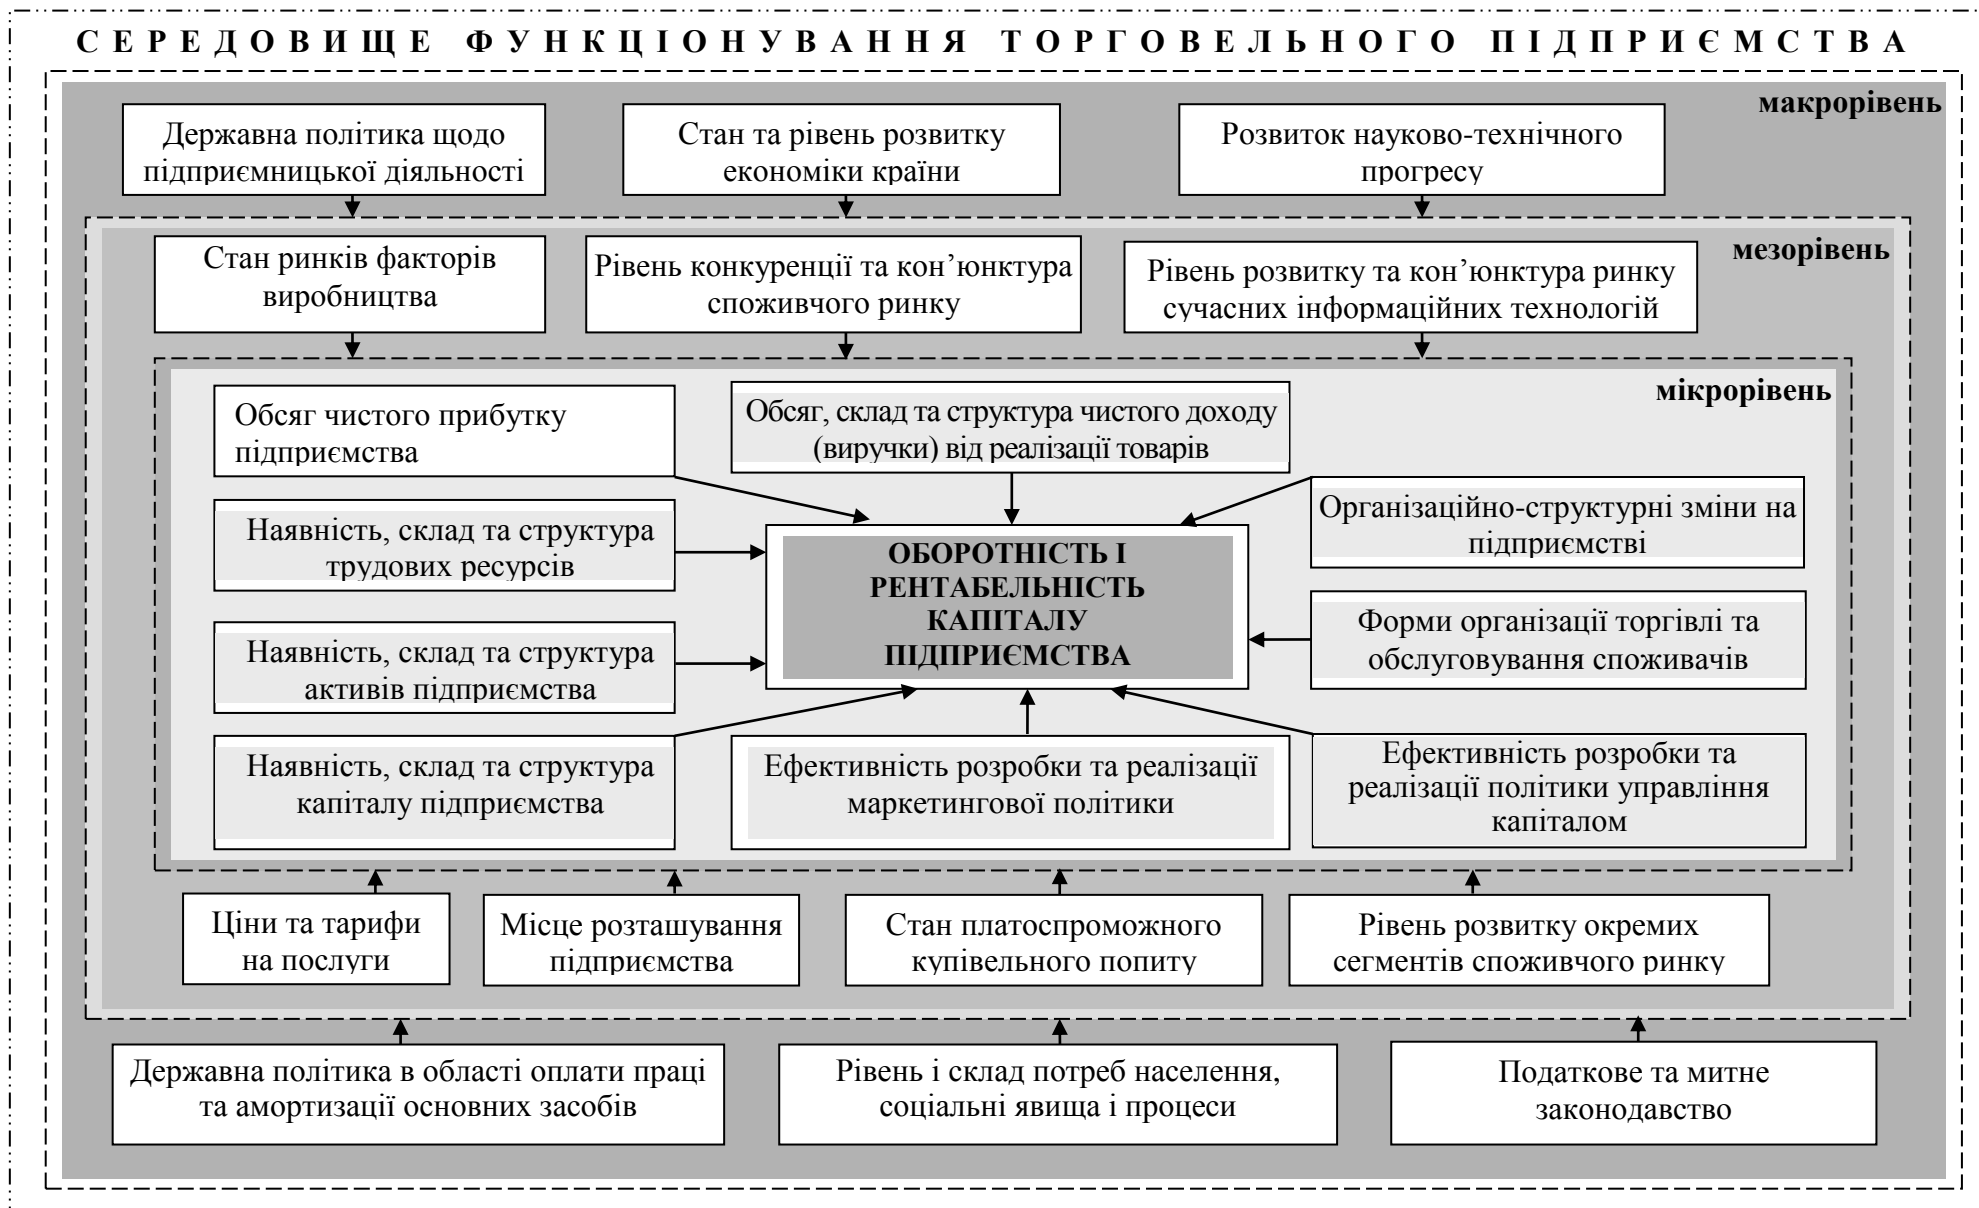 СЕРЕДОВИЩЕ ФУНКЦІОНУВАННЯ ТОРГОВЕЛЬНОГО ПІДПРИЄМСТВА
макрорівень
Державна політика щодо
підприємницької діяльності
Стан та рівень розвитку
економіки країни
Розвиток науково-технічного
прогресу
мезорівень
Стан ринків факторів
виробництва
Рівень конкуренції та кон’юнктура
споживчого ринку
Рівень розвитку та кон’юнктура ринку
сучасних інформаційних технологій
мікрорівень
Обсяг чистого прибутку
підприємства
Обсяг, склад та структура чистого доходу
(виручки) від реалізації товарів
Організаційно-структурні зміни на
підприємстві
Наявність, склад та структура
трудових ресурсів
ОБОРОТНІСТЬ І
РЕНТАБЕЛЬНІСТЬ
КАПІТАЛУ
ПІДПРИЄМСТВА
Форми організації торгівлі та
обслуговування споживачів
Наявність, склад та структура
активів підприємства
Наявність, склад та структура
капіталу підприємства
Ефективність розробки та реалізації
маркетингової політики
Ефективність розробки та
реалізації політики управління
капіталом
Ціни та тарифи
на послуги
Місце розташування
підприємства
Стан платоспроможного
купівельного попиту
Рівень розвитку окремих
сегментів споживчого ринку
Державна політика в області оплати праці
та амортизації основних засобів
Рівень і склад потреб населення,
соціальні явища і процеси
Податкове та митне
законодавство